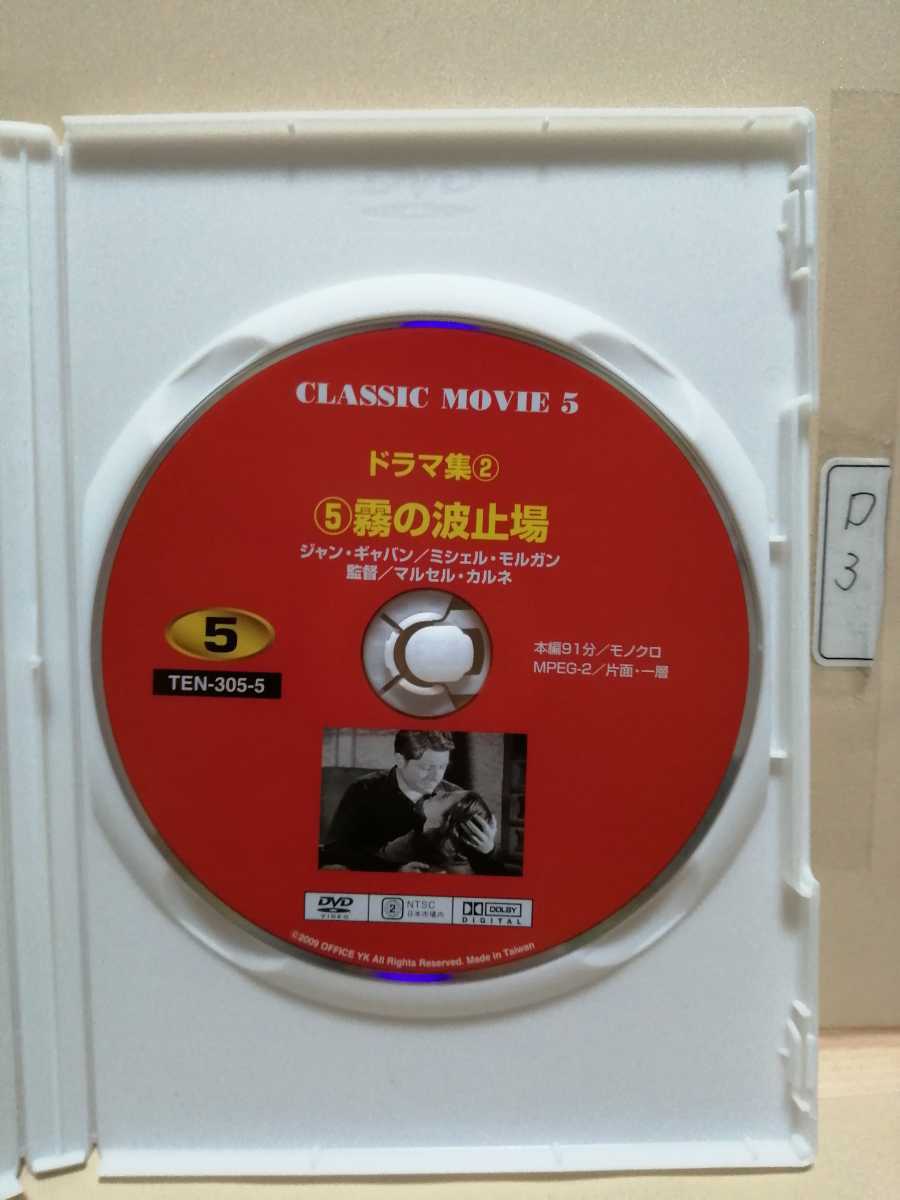 CLASSIC MOVIE 5
ドラマ集②
⑤霧の波止場
ジャン・ギャバン／ミシェル・モルガン
監督／マルセル・カルネ
5
TEN-305-5
本編91分／モノクロ
MPEG-2／片面・一層
DVD
VIDEO
2
NTSC
日本市場向
DOLBY
DIGITAL
©2009 OFFICE YK All Rights Reserved. Made in Taiwan
D
3